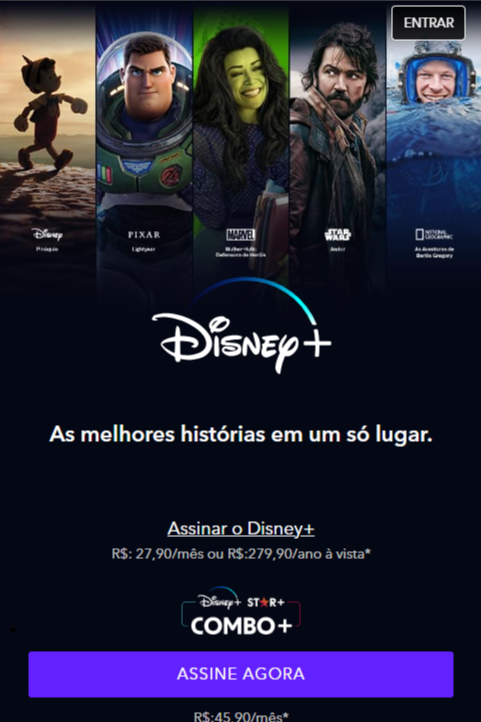 ENTRAR
Disney
PIXAR
MARVEL
STAR WARS
NATIONAL GEOGRAPHIC
Pinóquio
Lightyear
Mulher-Hulk:
Defensora de Heróis
Andor
As Aventuras de
Bertie Gregory
Disney+
As melhores histórias em um só lugar.
Assinar o Disney+
R$: 27,90/mês ou R$:279,90/ano à vista*
Disney+ STAR+
COMBO+
ASSINE AGORA
R$:45,90/mês*